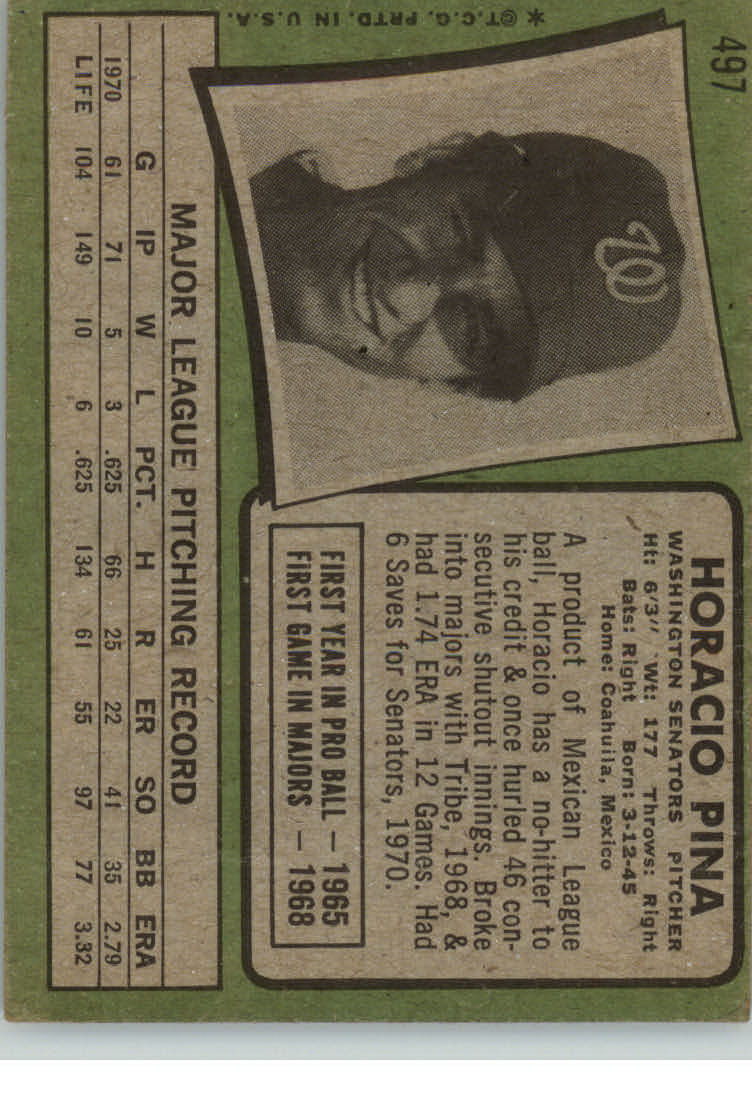 497
HORACIO PINA
WASHINGTON SENATORS PITCHER
Ht: 6'3" Wt: 177 Throws: Right
Bats: Right Born: 3-12-45
Home: Coahuila, Mexico
A product of Mexican League
ball, Horacio has a no-hitter to
his credit & once hurled 46 con-
secutive shutout innings. Broke
into majors with Tribe, 1968, &
had 1.74 ERA in 12 Games. Had
6 Saves for Senators, 1970.
FIRST YEAR IN PRO BALL — 1965
FIRST GAME IN MAJORS — 1968
W
MAJOR LEAGUE PITCHING RECORD
G IP W L PCT. H R ER SO BB ERA
1970 61 71 5 3 .625 66 25 22 41 35 2.79
LIFE 104 149 10 6 .625 134 61 55 97 77 3.32
*©T.C.G. PRTD. IN U.S.A.